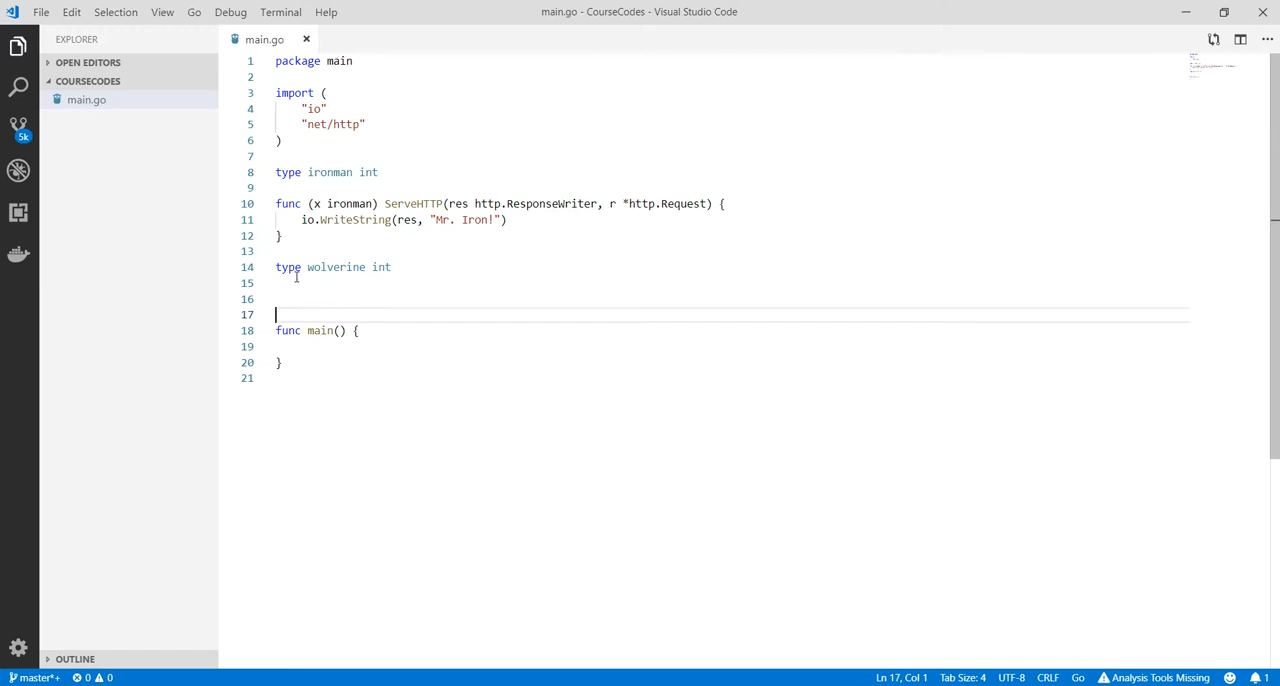 File Edit Selection View Go Debug Terminal Help
main.go - CourseCodes - Visual Studio Code
EXPLORER
OPEN EDITORS
COURSECODES
main.go
5k
OUTLINE
main.go
1 package main
2
3 import (
4 "io"
5 "net/http"
6 )
7
8 type ironman int
9
10 func (x ironman) ServeHTTP(res http.ResponseWriter, r *http.Request) {
11 io.WriteString(res, "Mr. Iron!")
12 }
13
14 type wolverine int
15
16
17
18 func main() {
19
20 }
21
master*+ 0 0 Ln 17, Col 1 Tab Size: 4 UTF-8 CRLF Go Analysis Tools Missing 1